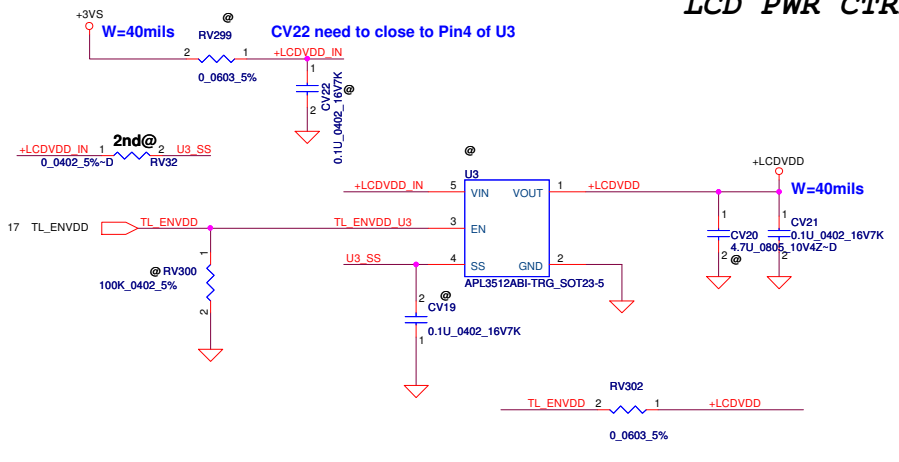 LCD PWR CTR
+3VS
W=40mils
@
RV299
2 1
0_0603_5%
CV22 need to close to Pin4 of U3
+LCDVDD_IN
1
CV22
@
2
0.1U_0402_16V7K
2nd@
+LCDVDD_IN 1 2 U3_SS
0_0402_5%~D RV32
@
U3
+LCDVDD_IN 5 VIN VOUT 1 +LCDVDD
+LCDVDD
W=40mils
17 TL_ENVDD TL_ENVDD TL_ENVDD_U3 3 EN
1
@ RV300
100K_0402_5%
2
U3_SS 4 SS GND 2
APL3512ABI-TRG_SOT23-5
2 @
CV19
0.1U_0402_16V7K
1
1
CV20
4.7U_0805_10V4Z~D
2 @
1
CV21
0.1U_0402_16V7K
2
RV302
TL_ENVDD 2 1 +LCDVDD
0_0603_5%